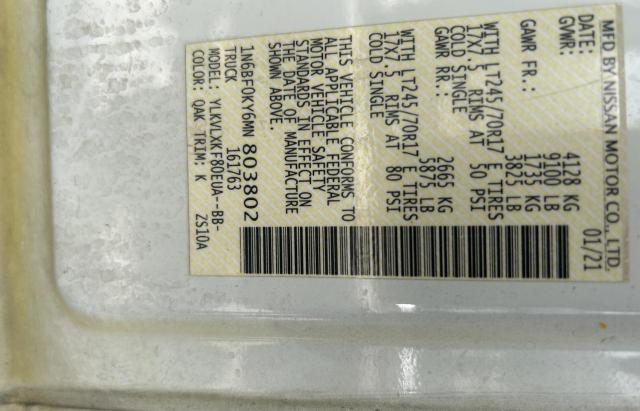 MFD BY NISSAN MOTOR CO., LTD.
DATE: 01/21
GVWR: 4128 KG
9100 LB
GAWR FR.: 1735 KG
3825 LB
WITH LT245/70R17 E TIRES
17X7.5 RIMS AT 50 PSI
COLD SINGLE
GAWR RR.: 2665 KG
5875 LB
WITH LT245/70R17 E TIRES
17X7.5 RIMS AT 80 PSI
COLD SINGLE
THIS VEHICLE CONFORMS TO
ALL APPLICABLE FEDERAL
MOTOR VEHICLE SAFETY
STANDARDS IN EFFECT ON
THE DATE OF MANUFACTURE
SHOWN ABOVE.
1N6BF0KY6MN 803802
TRUCK 161763
MODEL: YLKVLXKF80EUA--BB-
COLOR: QAK TRIM: K ZS10A